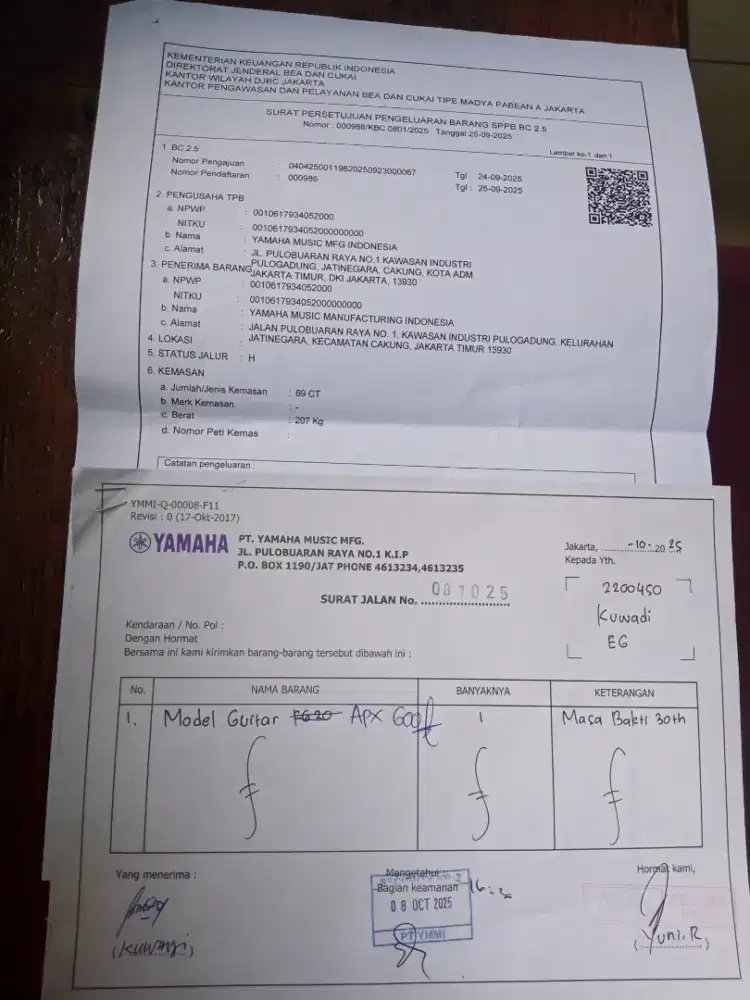 KEMENTERIAN KEUANGAN REPUBLIK INDONESIA
DIREKTORAT JENDERAL BEA DAN CUKAI
KANTOR WILAYAH DJBC JAKARTA
KANTOR PENGAWASAN DAN PELAYANAN BEA DAN CUKAI TIPE MADYA PABEAN A JAKARTA
SURAT PERSETUJUAN PENGELUARAN BARANG SPPB BC 2.5
Nomor : 000988/KBC.0801/2025 Tanggal 25-09-2025
Lembar ke-1 dari 1
1. BC 2.5
Nomor Pengajuan : 04042500119820250923000067 Tgl : 24-09-2025
Nomor Pendaftaran : 000986 Tgl : 25-09-2025
2. PENGUSAHA TPB
a. NPWP : 0010617934052000
NITKU : 0010617934052000000000
b. Nama : YAMAHA MUSIC MFG INDONESIA
c. Alamat : JL. PULOBUARAN RAYA NO.1 KAWASAN INDUSTRI
PULOGADUNG, JATINEGARA, CAKUNG, KOTA ADM.
JAKARTA TIMUR, DKI JAKARTA, 13930
3. PENERIMA BARANG
a. NPWP : 0010617934052000
NITKU : 0010617934052000000000
b. Nama : YAMAHA MUSIC MANUFACTURING INDONESIA
c. Alamat : JALAN PULOBUARAN RAYA NO. 1, KAWASAN INDUSTRI PULOGADUNG, KELURAHAN
JATINEGARA, KECAMATAN CAKUNG, JAKARTA TIMUR 13930
4. LOKASI :
5. STATUS JALUR : H
6. KEMASAN
a. Jumlah/Jenis Kemasan : 69 CT
b. Merk Kemasan : -
c. Berat : 207 Kg
d. Nomor Peti Kemas :
Catatan pengeluaran :
YMMI-Q-00008-F11
Revisi : 0 (17-Okt-2017)
YAMAHA
PT. YAMAHA MUSIC MFG.
JL. PULOBUARAN RAYA NO.1 K.I.P
P.O. BOX 1190/JAT PHONE 4613234,4613235
Jakarta, -10- 2025
Kepada Yth.
2200450
Kuwadi
EG
SURAT JALAN No. 081025
Kendaraan / No. Pol :
Dengan Hormat
Bersama ini kami kirimkan barang-barang tersebut dibawah ini :
No. NAMA BARANG BANYAKNYA KETERANGAN
1. Model Guitar FG 20 APX 600 1 Masa Bakti 30th
Yang menerima :
Mengetahui
Bagian keamanan
08 OCT 2025
PT YMMI
16:30
Hormat kami,
(Kuwadi)
(Yuni.R)